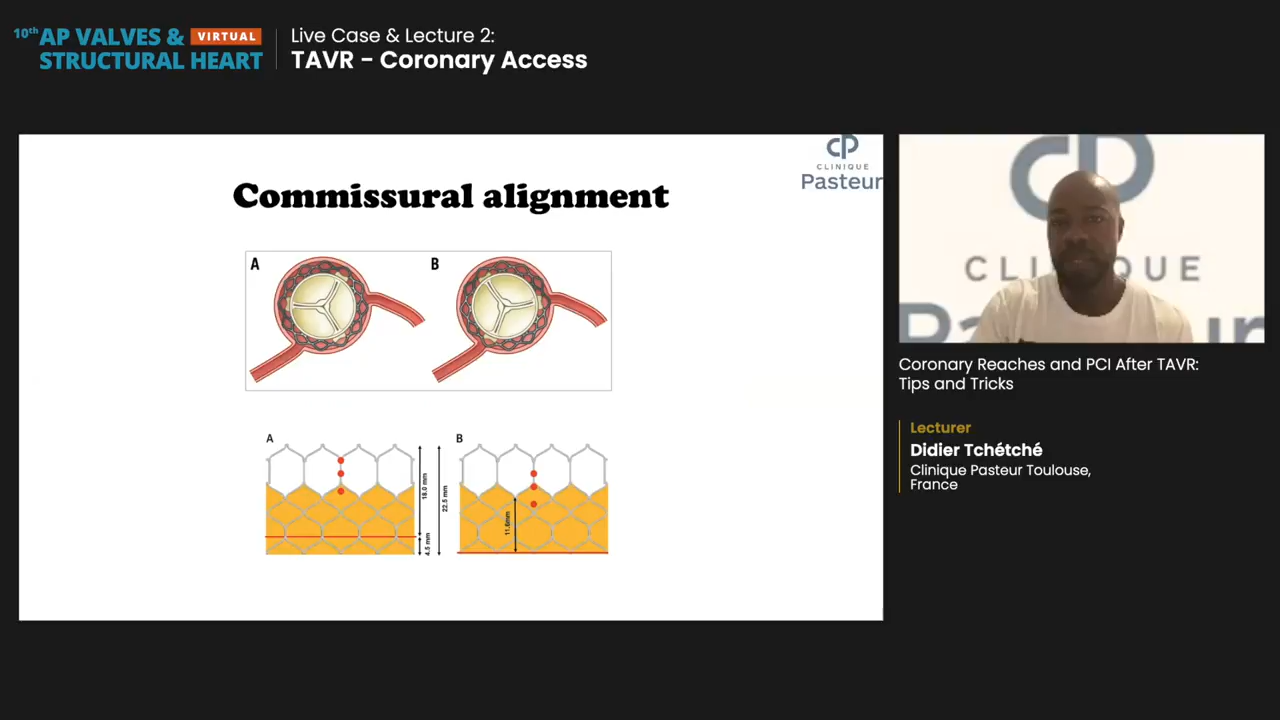 10th AP VALVES & VIRTUAL
STRUCTURAL HEART
Live Case & Lecture 2:
TAVR - Coronary Access
CP
CLINIQUE
Pasteur
Commissural alignment
A
B
A
B
18.0 mm
22.5 mm
4.5 mm
11.6mm
CLINIQUE
Pasteur
Coronary Reaches and PCI After TAVR:
Tips and Tricks
Lecturer
Didier Tchétché
Clinique Pasteur Toulouse,
France